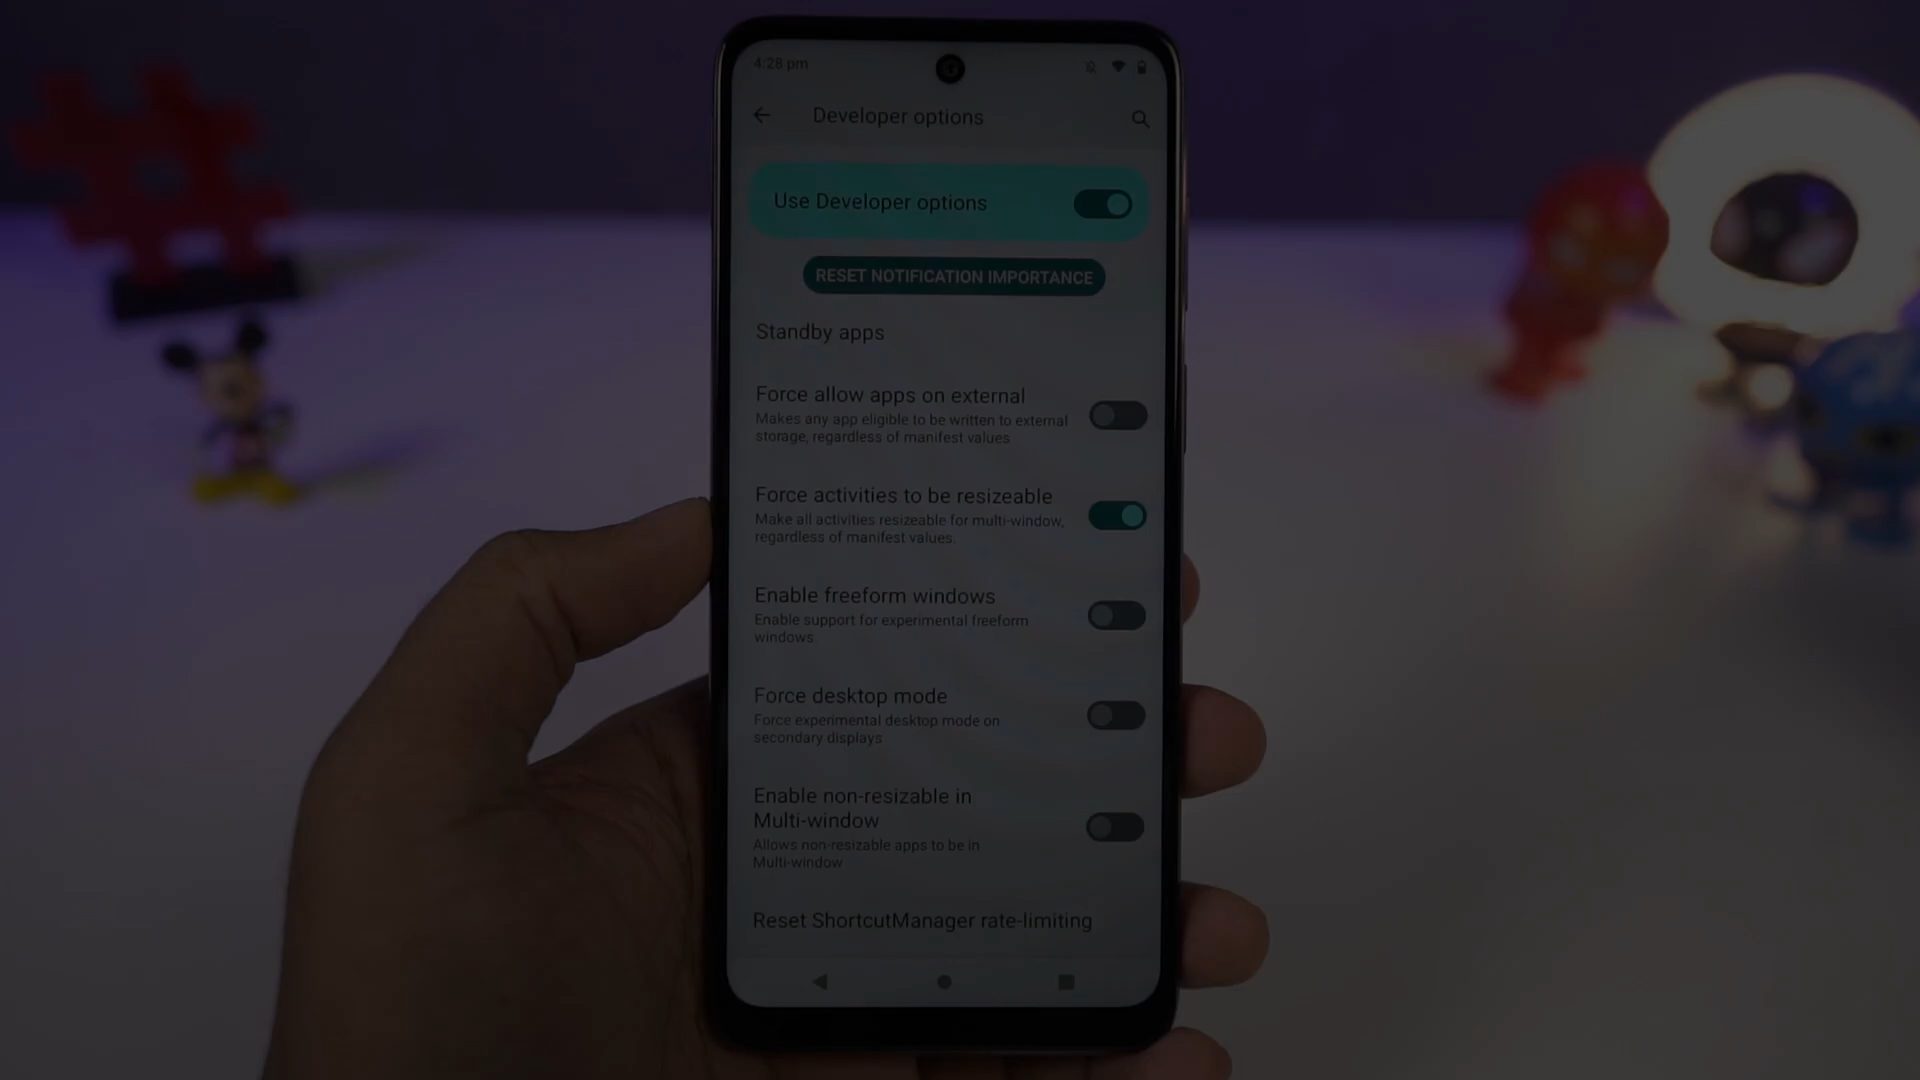 4:28 pm
Developer options
Use Developer options
RESET NOTIFICATION IMPORTANCE
Standby apps
Force allow apps on external
Makes any app eligible to be written to external
storage, regardless of manifest values
Force activities to be resizeable
Make all activities resizeable for multi-window,
regardless of manifest values.
Enable freeform windows
Enable support for experimental freeform
windows.
Force desktop mode
Force experimental desktop mode on
secondary displays
Enable non-resizable in
Multi-window
Allows non-resizable apps to be in
Multi-window
Reset ShortcutManager rate-limiting